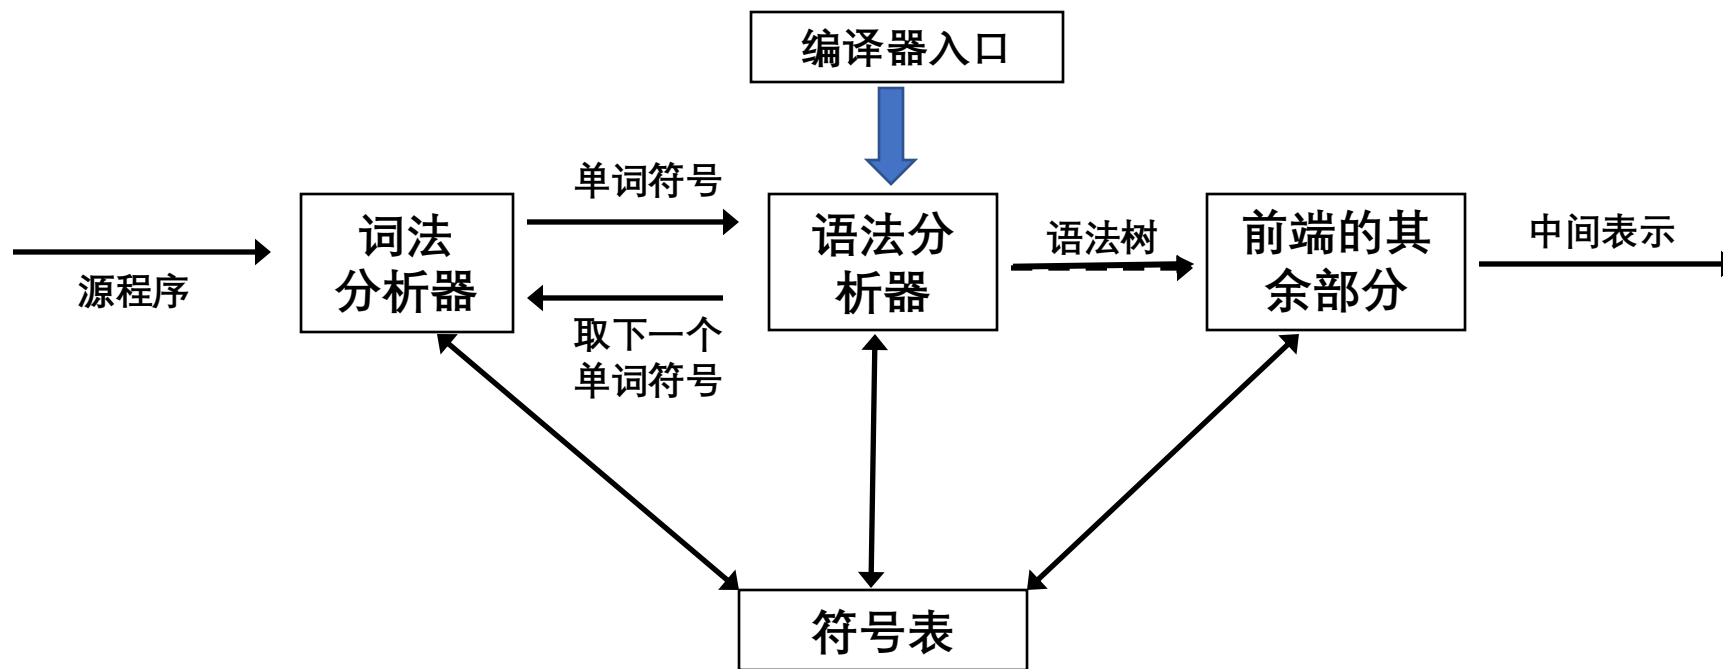 编译器入口
单词符号
词法
分析器
语法分
析器
语法树
前端的其
余部分
中间表示
源程序
取下一个
单词符号
符号表